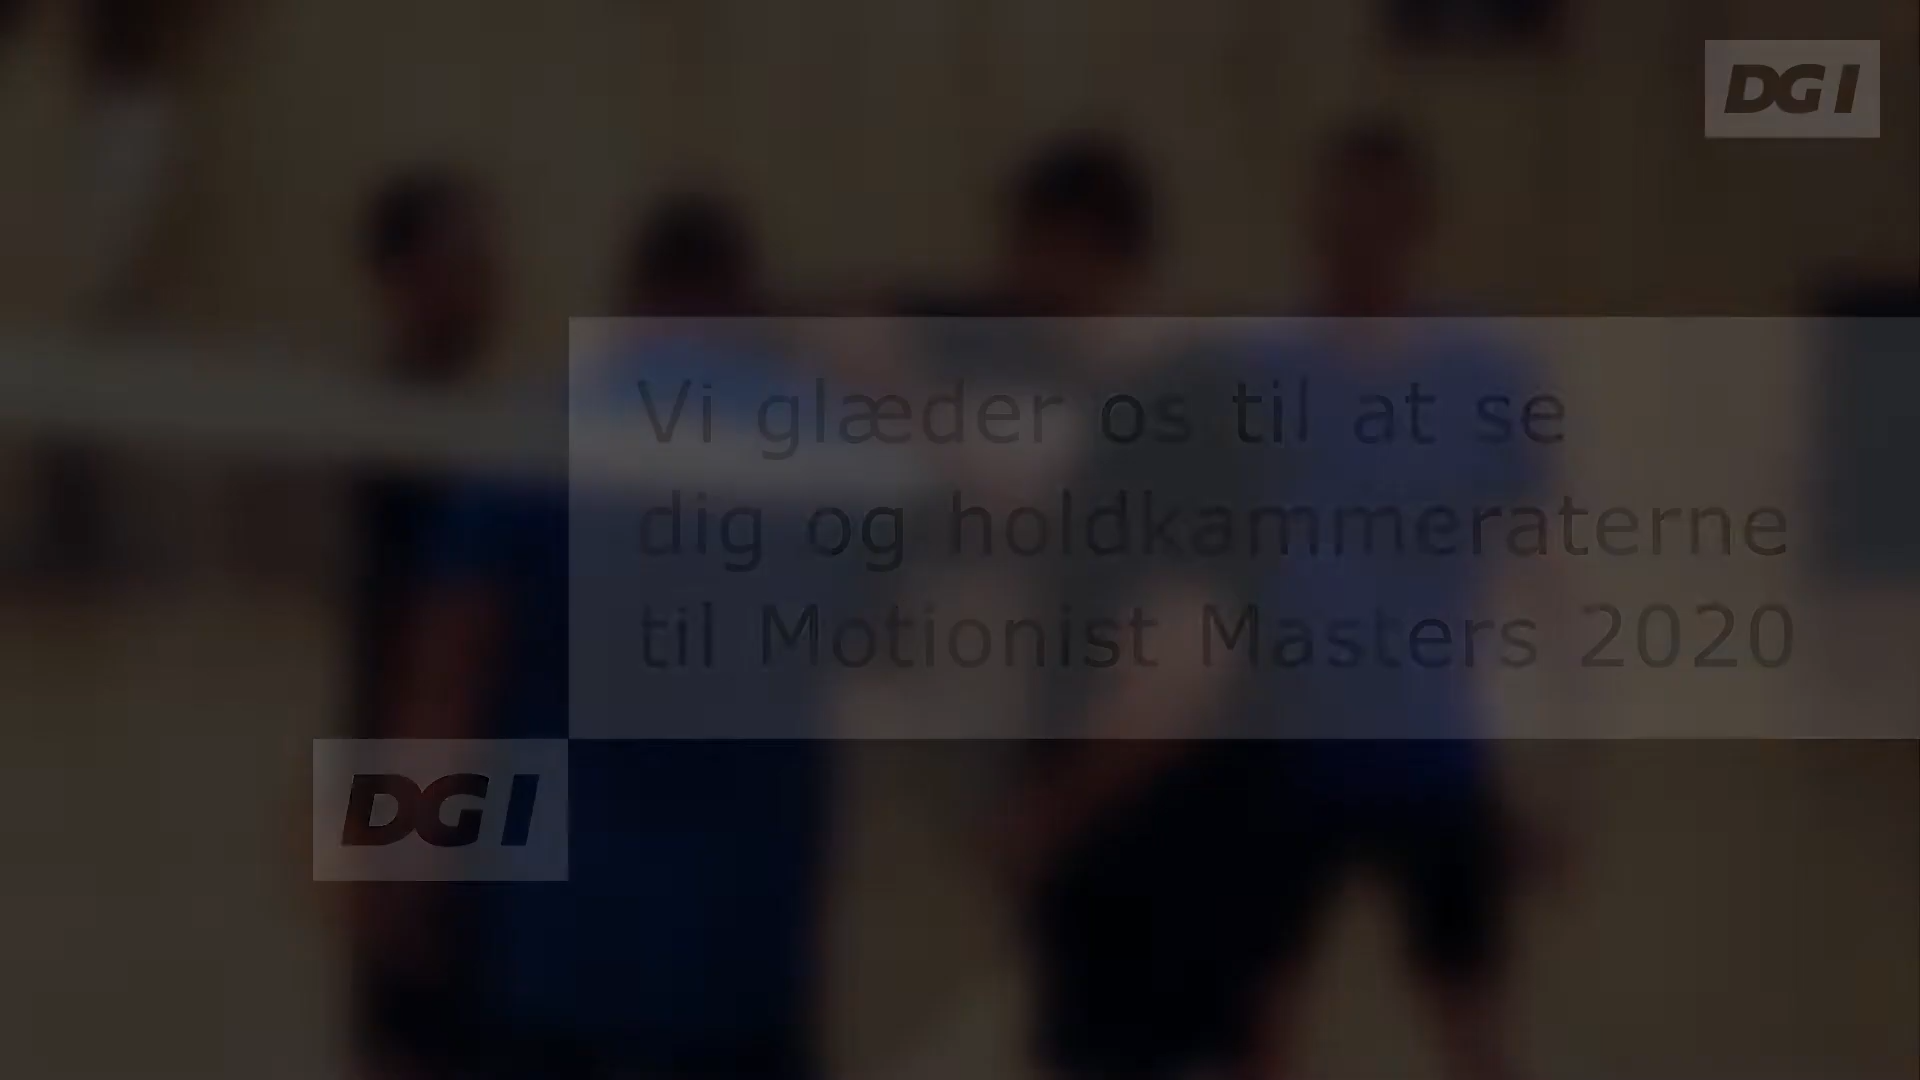 DGI
Vi glæder os til at se
dig og holdkammeraterne
til Motionist Masters 2020
DGI